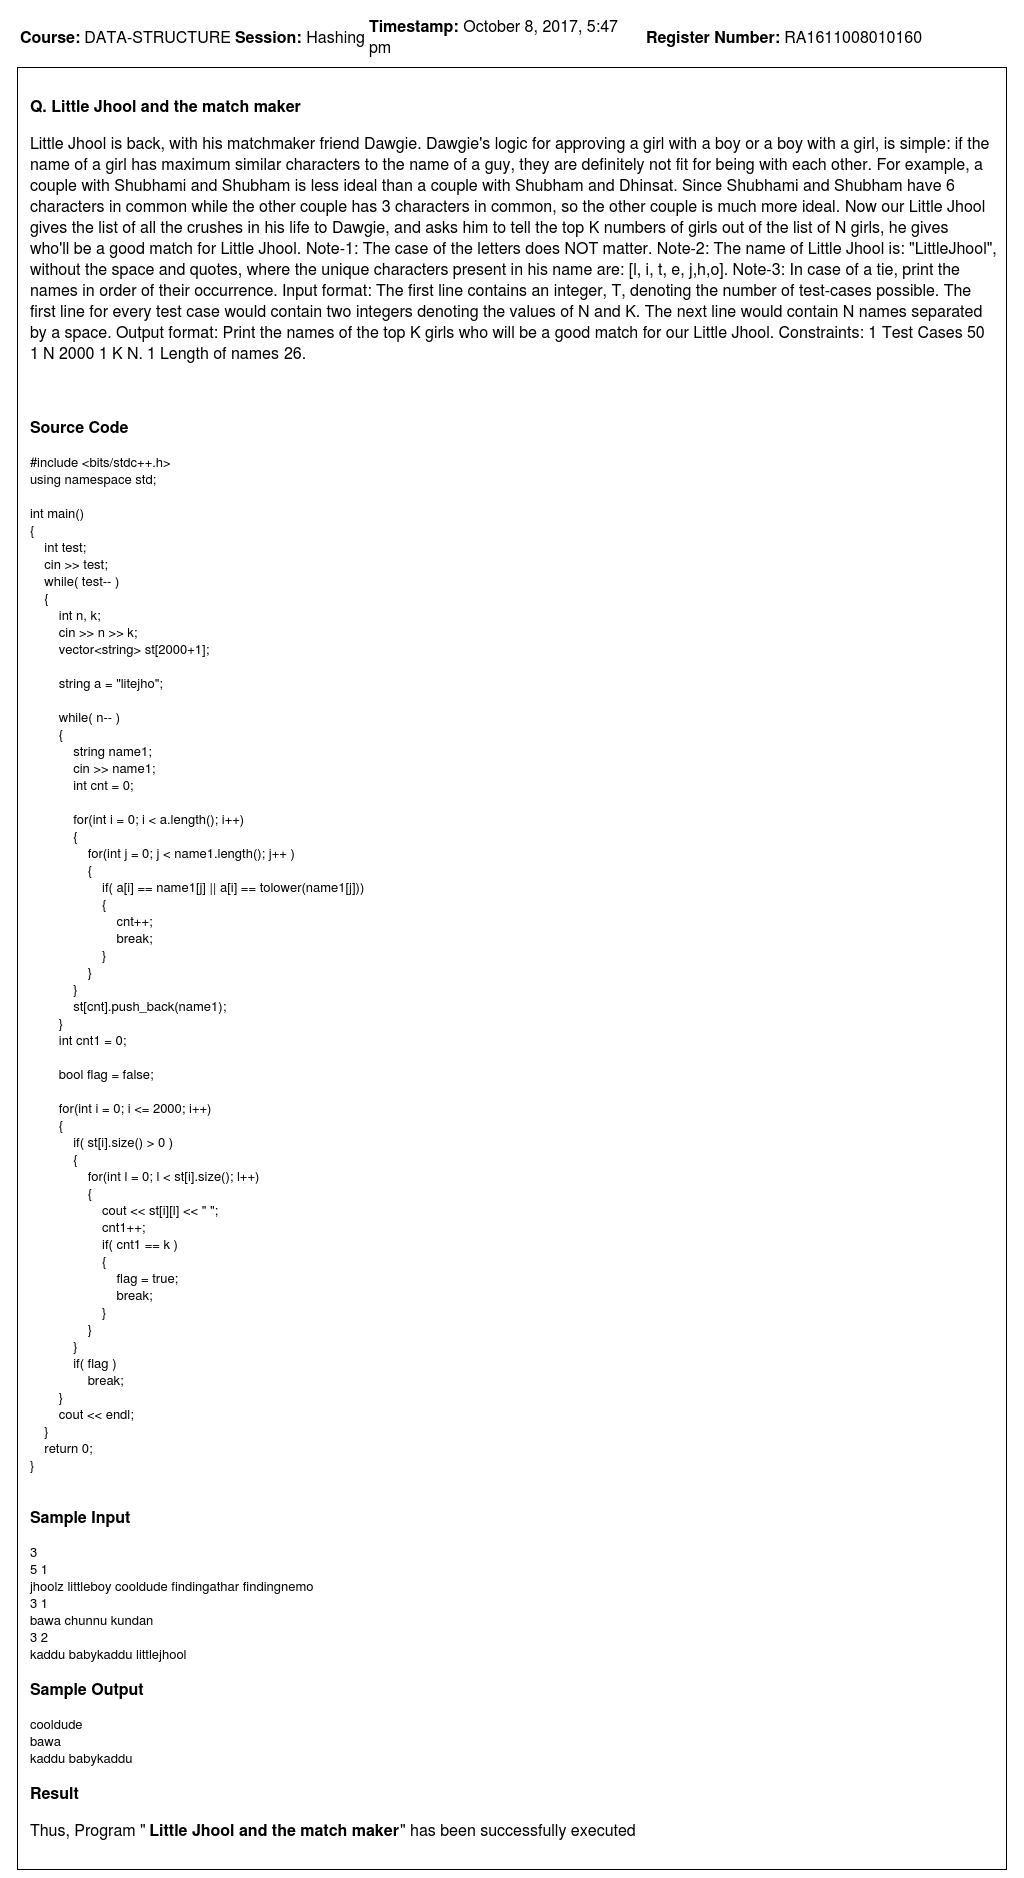 Course: DATA-STRUCTURE Session: Hashing Timestamp: October 8, 2017, 5:47 pm Register Number: RA1611008010160
Q. Little Jhool and the match maker
Little Jhool is back, with his matchmaker friend Dawgie. Dawgie's logic for approving a girl with a boy or a boy with a girl, is simple: if the
name of a girl has maximum similar characters to the name of a guy, they are definitely not fit for being with each other. For example, a
couple with Shubhami and Shubham is less ideal than a couple with Shubham and Dhinsat. Since Shubhami and Shubham have 6
characters in common while the other couple has 3 characters in common, so the other couple is much more ideal. Now our Little Jhool
gives the list of all the crushes in his life to Dawgie, and asks him to tell the top K numbers of girls out of the list of N girls, he gives
who'll be a good match for Little Jhool. Note-1: The case of the letters does NOT matter. Note-2: The name of Little Jhool is: "LittleJhool",
without the space and quotes, where the unique characters present in his name are: [l, i, t, e, j,h,o]. Note-3: In case of a tie, print the
names in order of their occurrence. Input format: The first line contains an integer, T, denoting the number of test-cases possible. The
first line for every test case would contain two integers denoting the values of N and K. The next line would contain N names separated
by a space. Output format: Print the names of the top K girls who will be a good match for our Little Jhool. Constraints: 1 Test Cases 50
1 N 2000 1 K N. 1 Length of names 26.
Source Code
#include <bits/stdc++.h>
using namespace std;
int main()
{
int test;
cin >> test;
while( test-- )
{
int n, k;
cin >> n >> k;
vector<string> st[2000+1];
string a = "litejho";
while( n-- )
{
string name1;
cin >> name1;
int cnt = 0;
for(int i = 0; i < a.length(); i++)
{
for(int j = 0; j < name1.length(); j++ )
{
if( a[i] == name1[j] || a[i] == tolower(name1[j]))
{
cnt++;
break;
}
}
}
st[cnt].push_back(name1);
}
int cnt1 = 0;
bool flag = false;
for(int i = 0; i <= 2000; i++)
{
if( st[i].size() > 0 )
{
for(int l = 0; l < st[i].size(); l++)
{
cout << st[i][l] << " ";
cnt1++;
if( cnt1 == k )
{
flag = true;
break;
}
}
}
if( flag )
break;
}
cout << endl;
}
return 0;
}
Sample Input
3
5 1
jhoolz littleboy cooldude findingathar findingnemo
3 1
bawa chunnu kundan
3 2
kaddu babykaddu littlejhool
Sample Output
cooldude
bawa
kaddu babykaddu
Result
Thus, Program " Little Jhool and the match maker" has been successfully executed